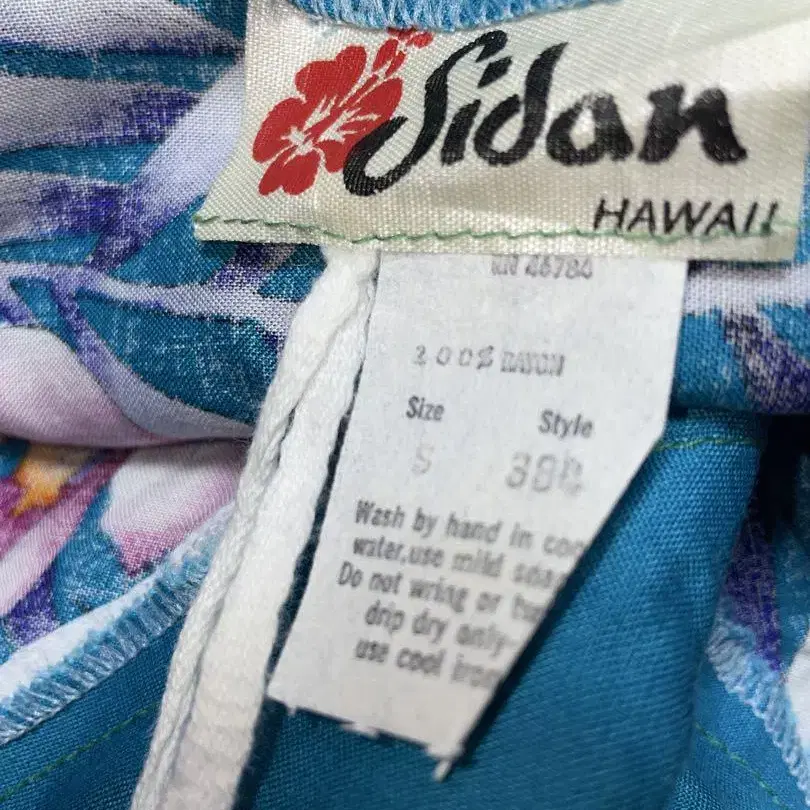 Sidan
HAWAII
RN 46784
100% RAYON
Size Style
S
Wash by hand in
water, use mild
Do not wring or
drip dry only
use cool